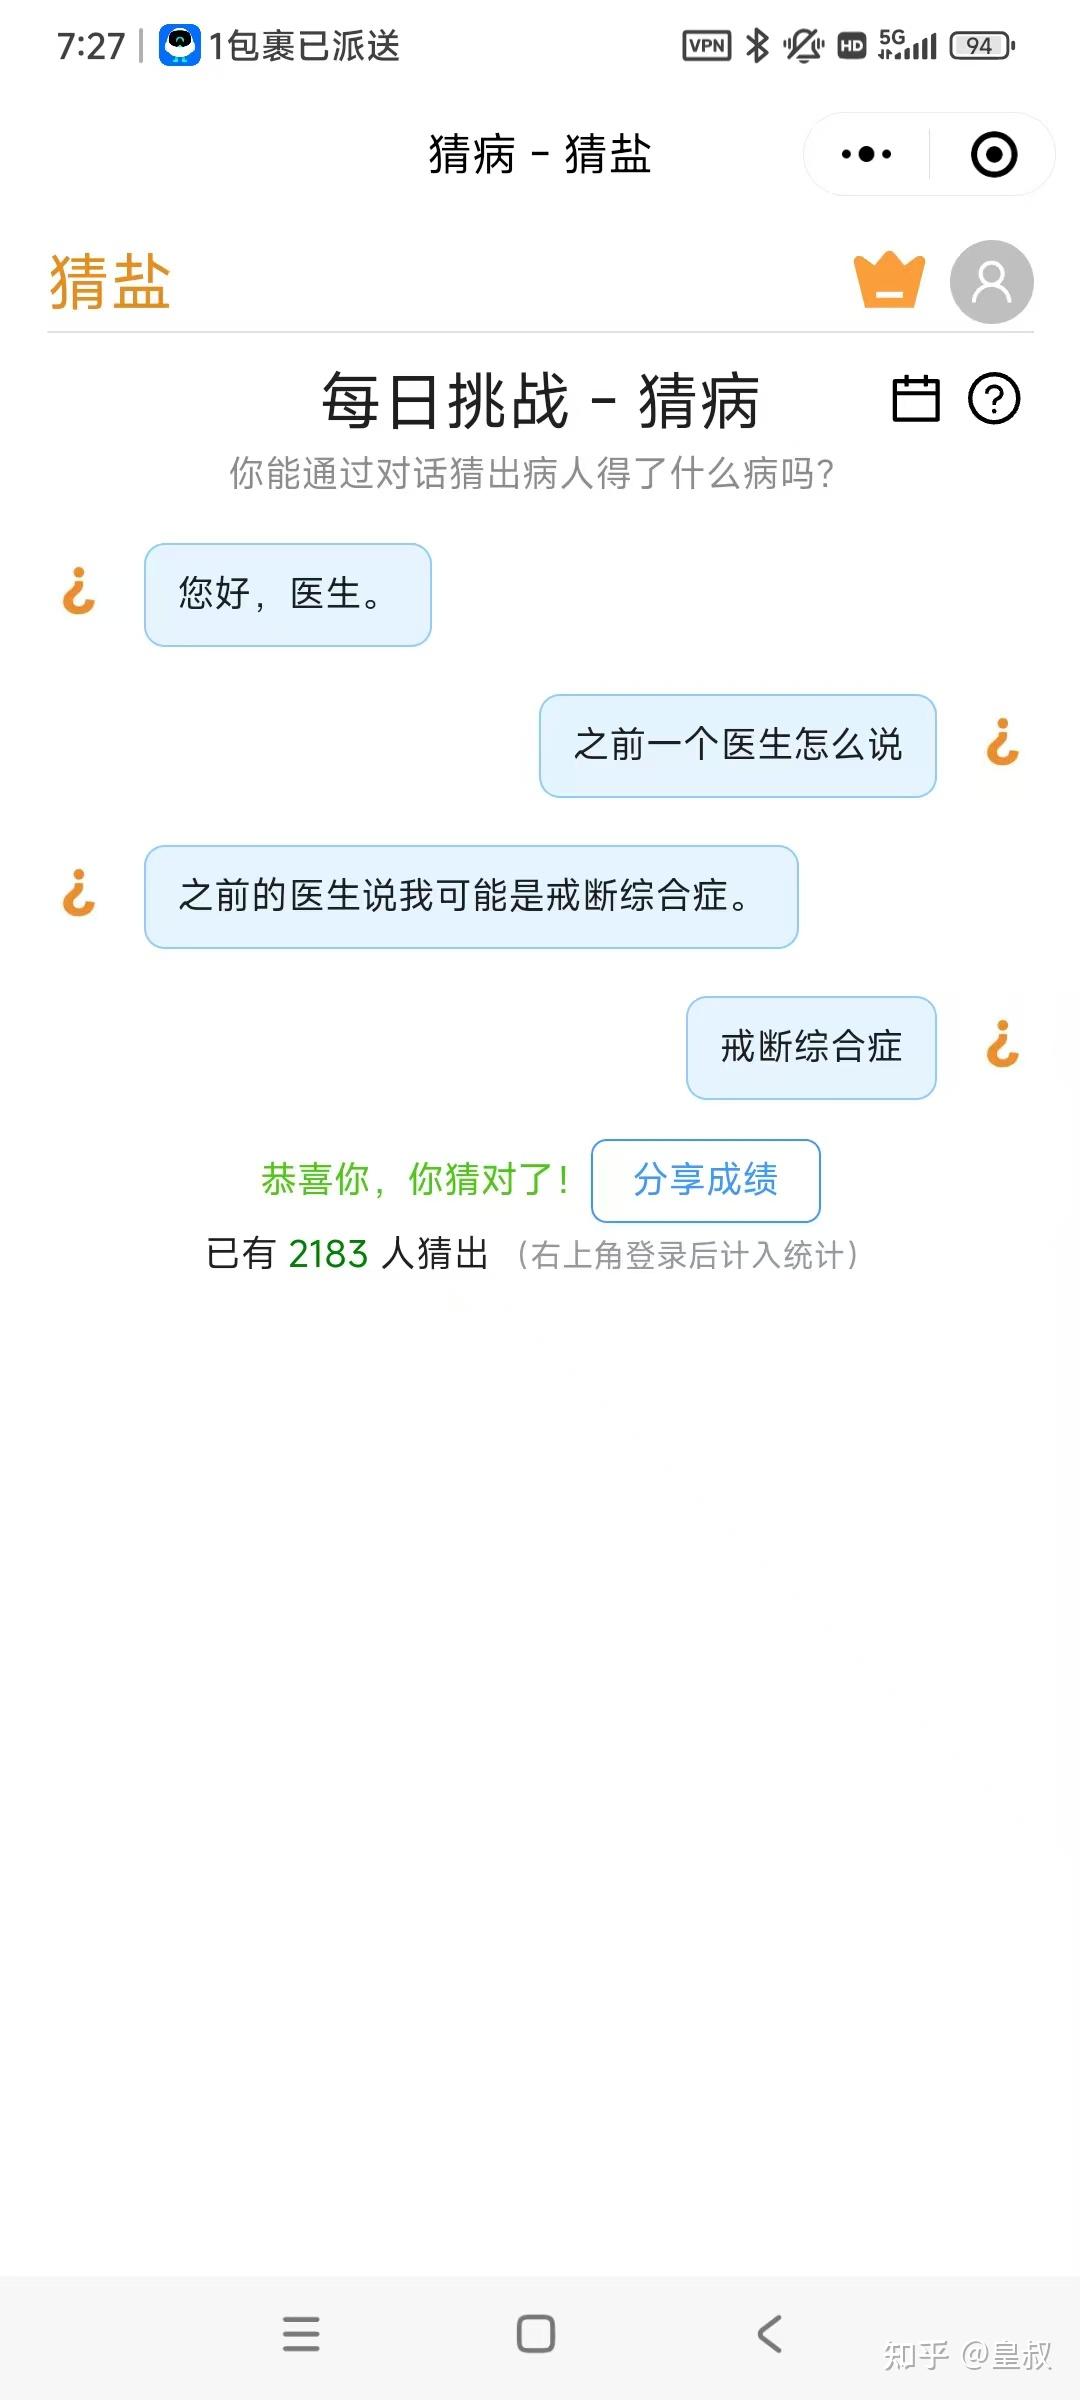 7:27 1包裹已派送 VPN HD 5G 94
猜病 - 猜盐
猜盐
每日挑战 - 猜病
你能通过对话猜出病人得了什么病吗？
您好，医生。
之前一个医生怎么说
之前的医生说我可能是戒断综合症。
戒断综合症
恭喜你，你猜对了！ 分享成绩
已有 2183 人猜出 （右上角登录后计入统计）
知乎 @皇叔